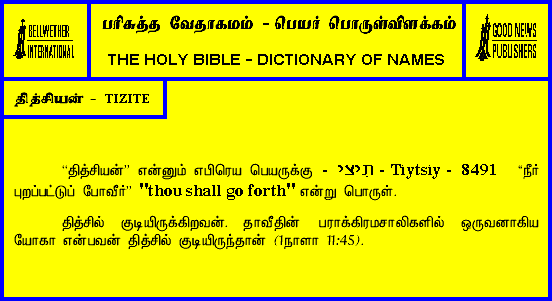 BELLWETHER
INTERNATIONAL
பரிசுத்த வேதாகமம் - பெயர் பொருள்விளக்கம்
THE HOLY BIBLE - DICTIONARY OF NAMES
GOOD NEWS
PUBLISHERS
தித்சியன் - TIZITE
“தித்சியன்” என்னும் எபிரெய பெயருக்கு - תִּיצִי - Tiytsiy - 8491 “நீர்
புறப்பட்டுப் போவீர்” "thou shall go forth" என்று பொருள்.
தித்சில் குடியிருக்கிறவன். தாவீதின் பராக்கிரமசாலிகளில் ஒருவனாகிய
யோகா என்பவன் தித்சில் குடியிருந்தான் (1நாளா 11:45).